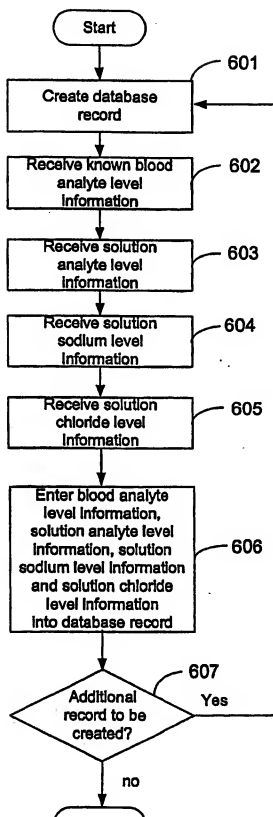 Start
601
Create database
record
602
Receive known blood
analyte level
information
603
Receive solution
analyte level
information
604
Receive solution
sodium level
information
605
Receive solution
chloride level
information
606
Enter blood analyte
level information,
solution analyte level
information, solution
sodium level information
and solution chloride
level information
into database record
607
Additional
record to be
created?
Yes
no